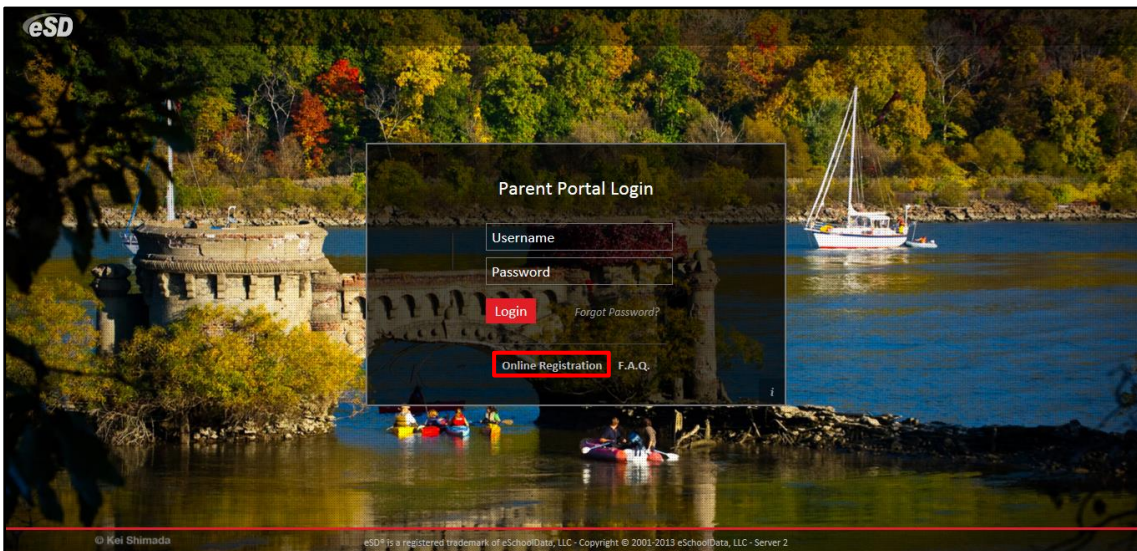 eSD
Parent Portal Login
Username
Password
Login Forgot Password?
Online Registration F.A.Q.
i
© Kei Shimada
eSD® is a registered trademark of eSchoolData, LLC - Copyright © 2001-2013 eSchoolData, LLC - Server 2